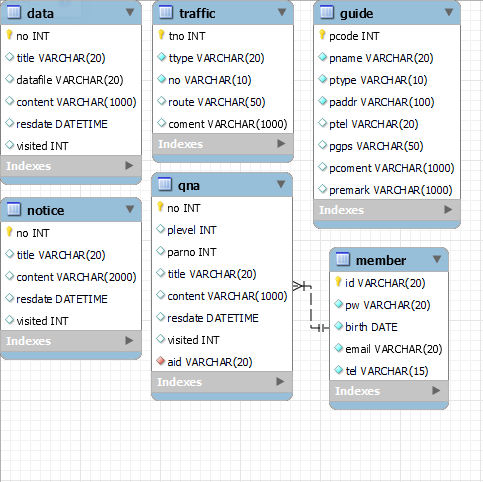 data
no INT
title VARCHAR(20)
datafile VARCHAR(20)
content VARCHAR(1000)
resdate DATETIME
visited INT
Indexes
traffic
tno INT
ttype VARCHAR(20)
no VARCHAR(10)
route VARCHAR(50)
coment VARCHAR(1000)
Indexes
guide
pcode INT
pname VARCHAR(20)
ptype VARCHAR(10)
paddr VARCHAR(100)
ptel VARCHAR(20)
pgps VARCHAR(50)
pcoment VARCHAR(1000)
premark VARCHAR(1000)
Indexes
notice
no INT
title VARCHAR(20)
content VARCHAR(2000)
resdate DATETIME
visited INT
Indexes
qna
no INT
plevel INT
parno INT
title VARCHAR(20)
content VARCHAR(1000)
resdate DATETIME
visited INT
aid VARCHAR(20)
Indexes
member
id VARCHAR(20)
pw VARCHAR(20)
birth DATE
email VARCHAR(20)
tel VARCHAR(15)
Indexes